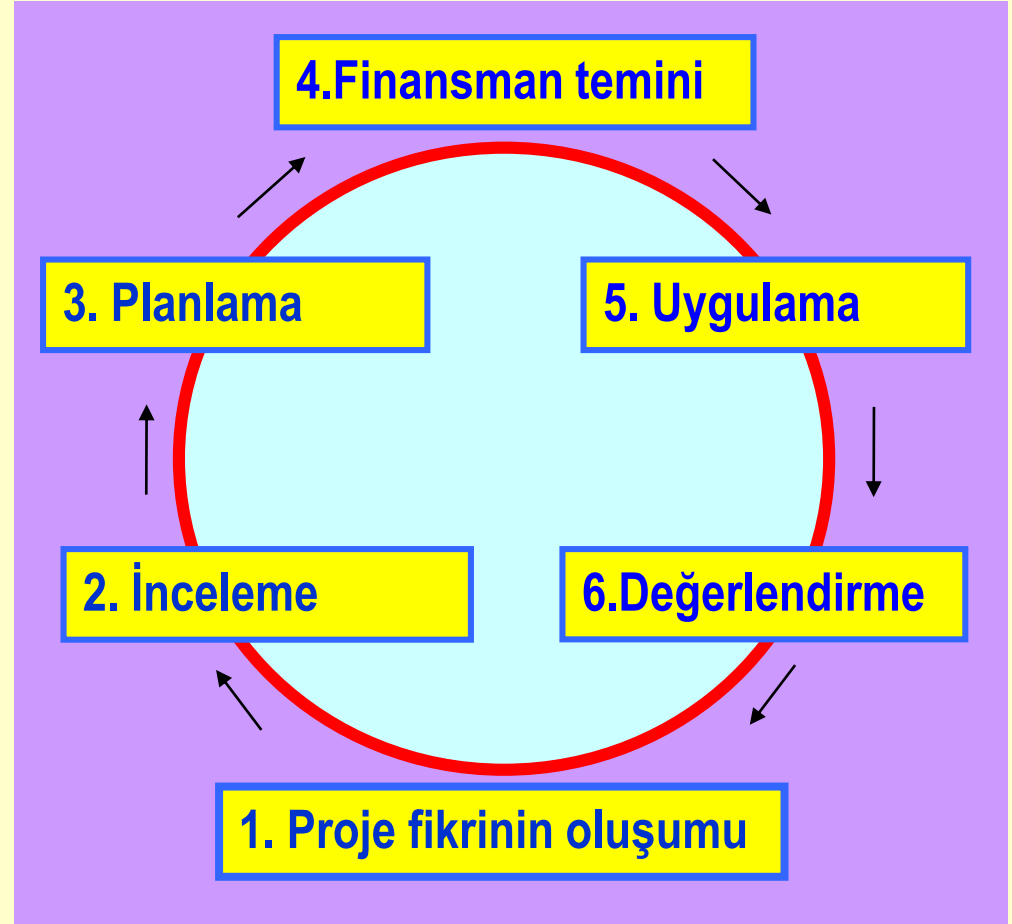 4.Finansman temini
3. Planlama
5. Uygulama
2. İnceleme
6.Değerlendirme
1. Proje fikrinin oluşumu